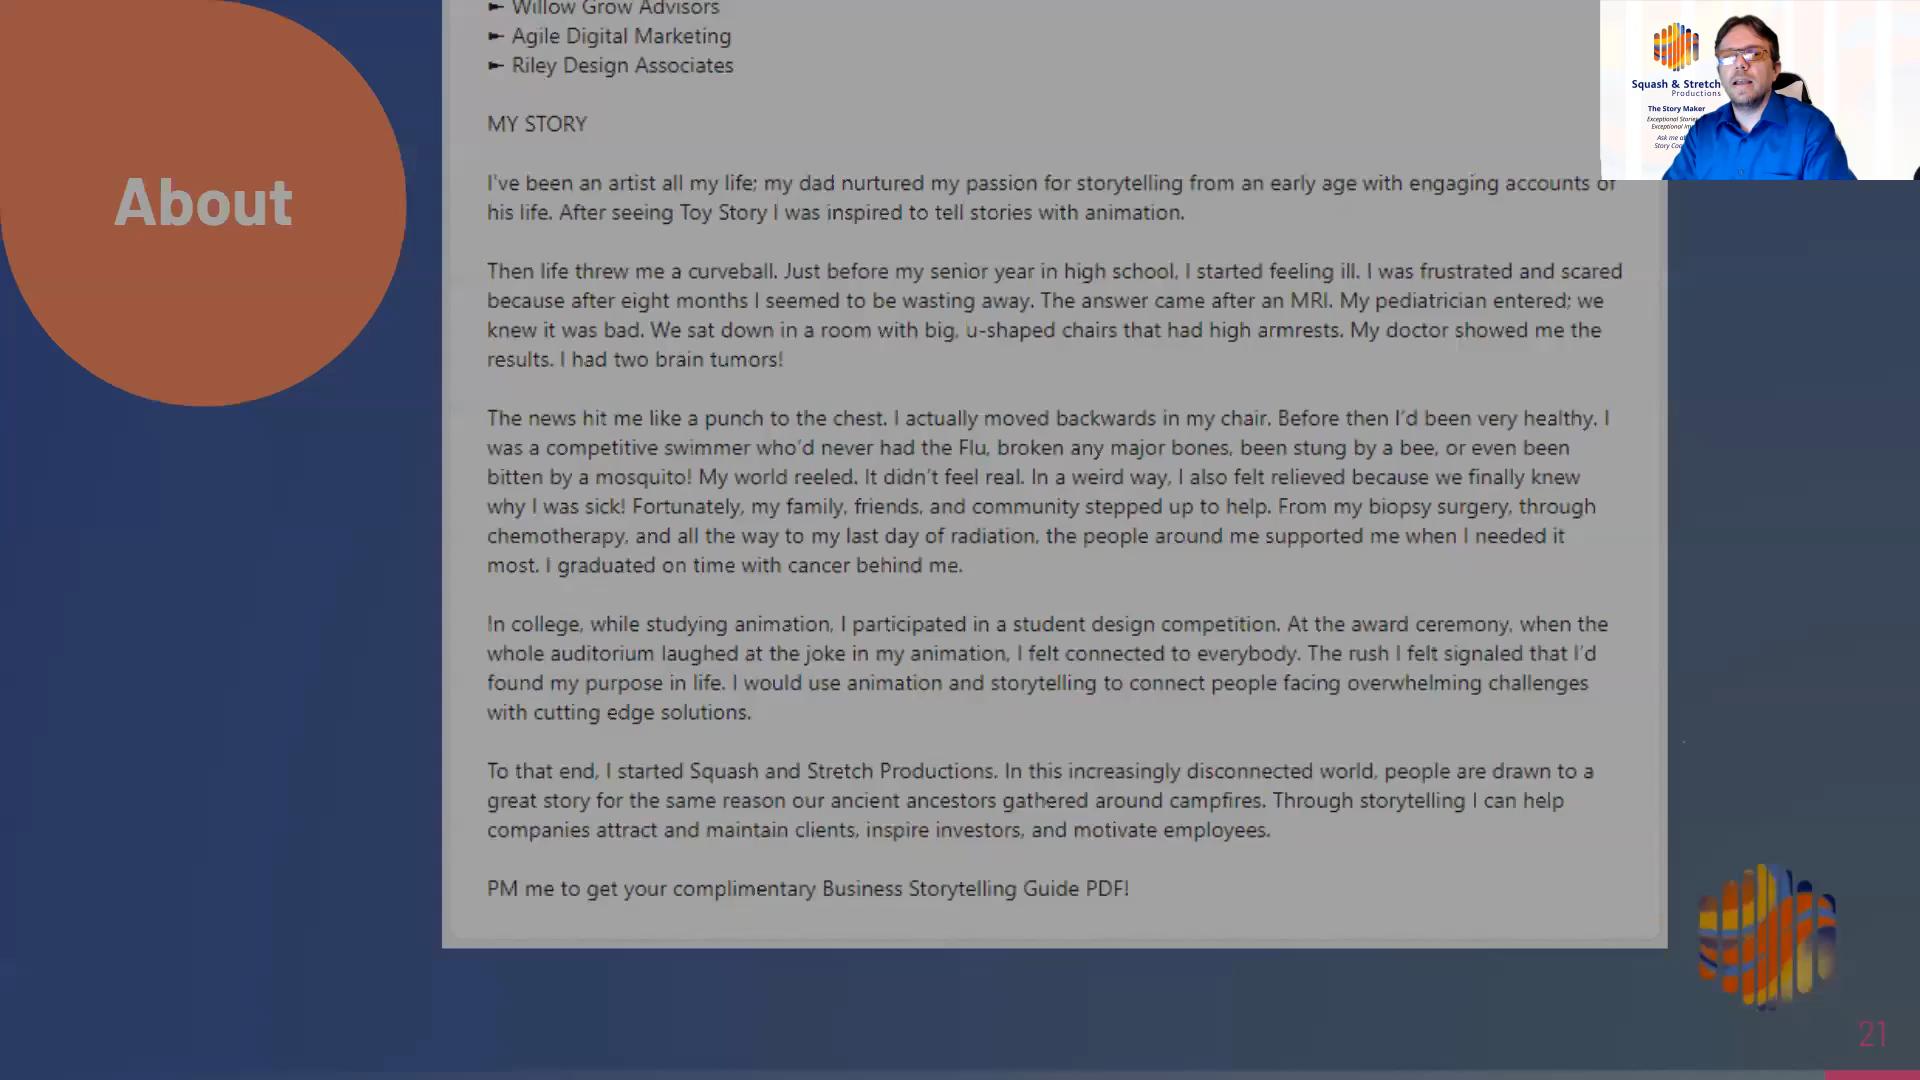 About
► Willow Grow Advisors
► Agile Digital Marketing
► Riley Design Associates
MY STORY
I've been an artist all my life; my dad nurtured my passion for storytelling from an early age with engaging accounts of
his life. After seeing Toy Story I was inspired to tell stories with animation.
Then life threw me a curveball. Just before my senior year in high school, I started feeling ill. I was frustrated and scared
because after eight months I seemed to be wasting away. The answer came after an MRI. My pediatrician entered; we
knew it was bad. We sat down in a room with big, u-shaped chairs that had high armrests. My doctor showed me the
results. I had two brain tumors!
The news hit me like a punch to the chest. I actually moved backwards in my chair. Before then I'd been very healthy. I
was a competitive swimmer who'd never had the Flu, broken any major bones, been stung by a bee, or even been
bitten by a mosquito! My world reeled. It didn't feel real. In a weird way, I also felt relieved because we finally knew
why I was sick! Fortunately, my family, friends, and community stepped up to help. From my biopsy surgery, through
chemotherapy, and all the way to my last day of radiation, the people around me supported me when I needed it
most. I graduated on time with cancer behind me.
In college, while studying animation, I participated in a student design competition. At the award ceremony, when the
whole auditorium laughed at the joke in my animation, I felt connected to everybody. The rush I felt signaled that I'd
found my purpose in life. I would use animation and storytelling to connect people facing overwhelming challenges
with cutting edge solutions.
To that end, I started Squash and Stretch Productions. In this increasingly disconnected world, people are drawn to a
great story for the same reason our ancient ancestors gathered around campfires. Through storytelling I can help
companies attract and maintain clients, inspire investors, and motivate employees.
PM me to get your complimentary Business Storytelling Guide PDF!
Squash & Stretch
Productions
The Story Maker
Exceptional Stories
Exceptional
Ask me
Story
21